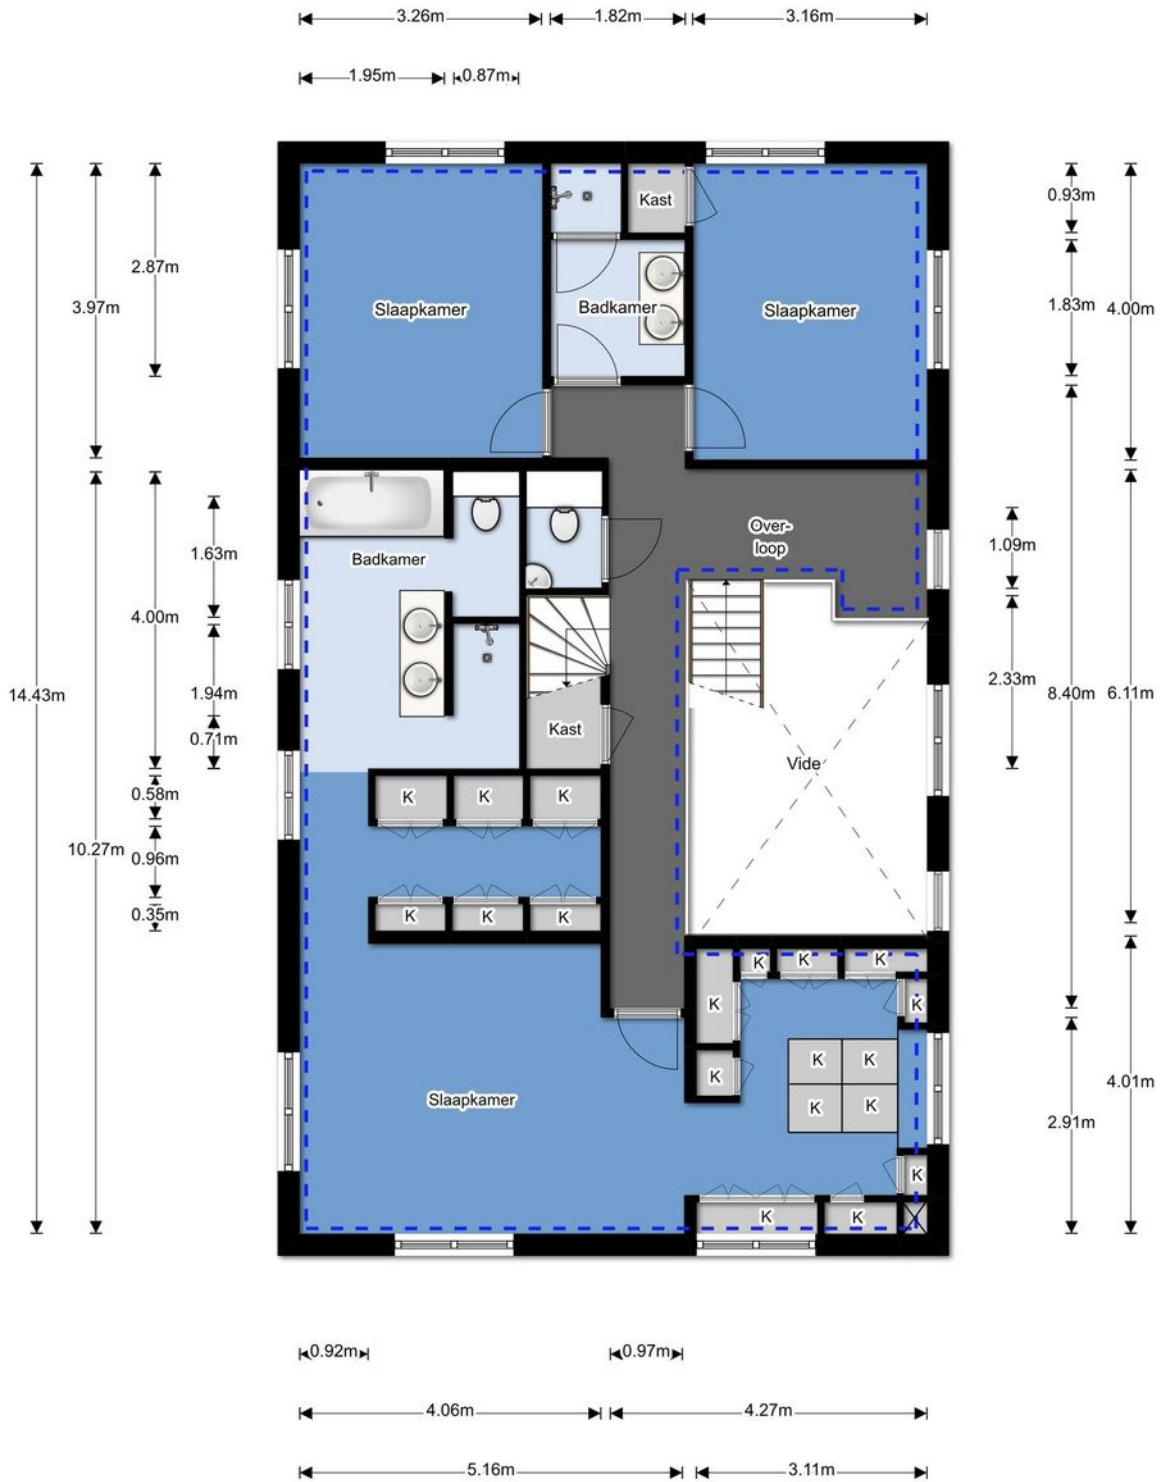 3.26m
1.82m
3.16m
1.95m
0.87m
Kast
0.93m
2.87m
3.97m
Slaapkamer
Badkamer
Slaapkamer
1.83m
4.00m
Over-
loop
1.63m
Badkamer
1.09m
4.00m
14.43m
1.94m
0.71m
Kast
Vide
2.33m
8.40m
6.11m
0.58m
K
K
K
10.27m
0.96m
0.35m
K
K
K
K
K
K
K
K
K
K
K
K
K
4.01m
Slaapkamer
2.91m
K
K
K
0.92m
0.97m
4.06m
4.27m
5.16m
3.11m